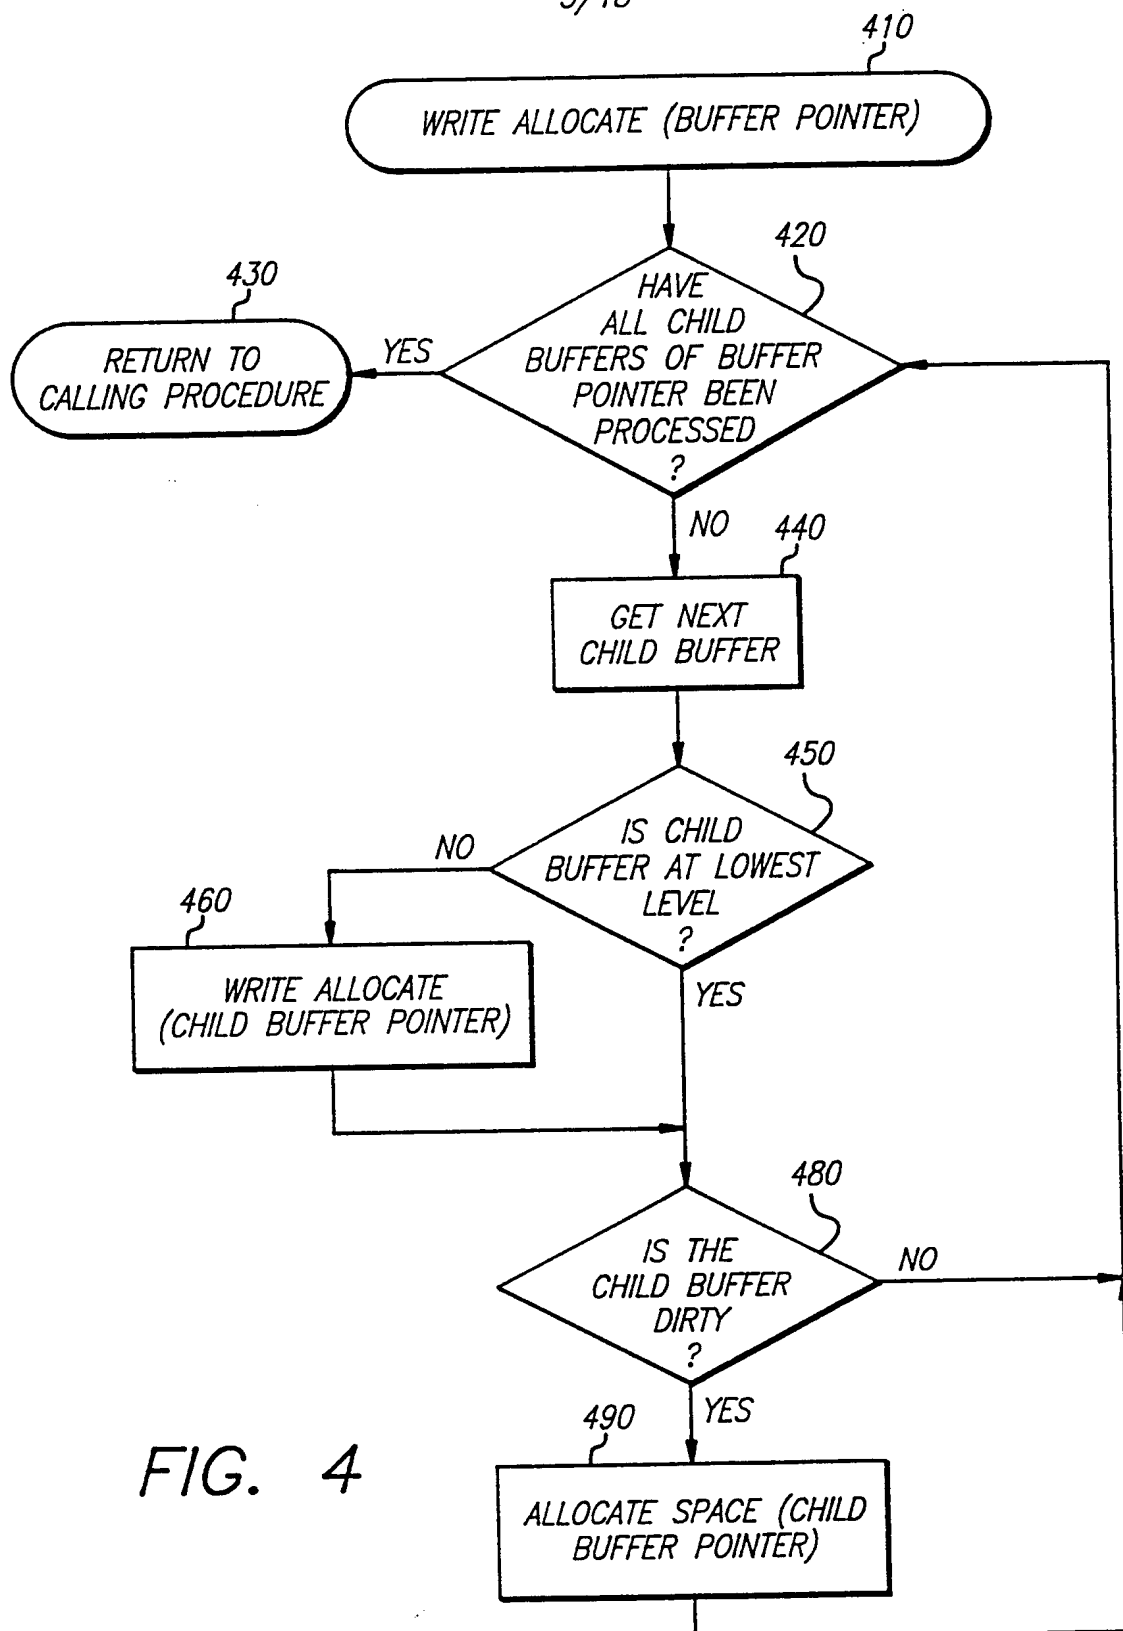 410
WRITE ALLOCATE (BUFFER POINTER)
420
HAVE
ALL CHILD
BUFFERS OF BUFFER
POINTER BEEN
PROCESSED
?
430
RETURN TO
CALLING PROCEDURE
YES
NO
440
GET NEXT
CHILD BUFFER
450
IS CHILD
BUFFER AT LOWEST
LEVEL
?
NO
460
WRITE ALLOCATE
(CHILD BUFFER POINTER)
YES
480
IS THE
CHILD BUFFER
DIRTY
?
NO
YES
490
ALLOCATE SPACE (CHILD
BUFFER POINTER)
FIG. 4